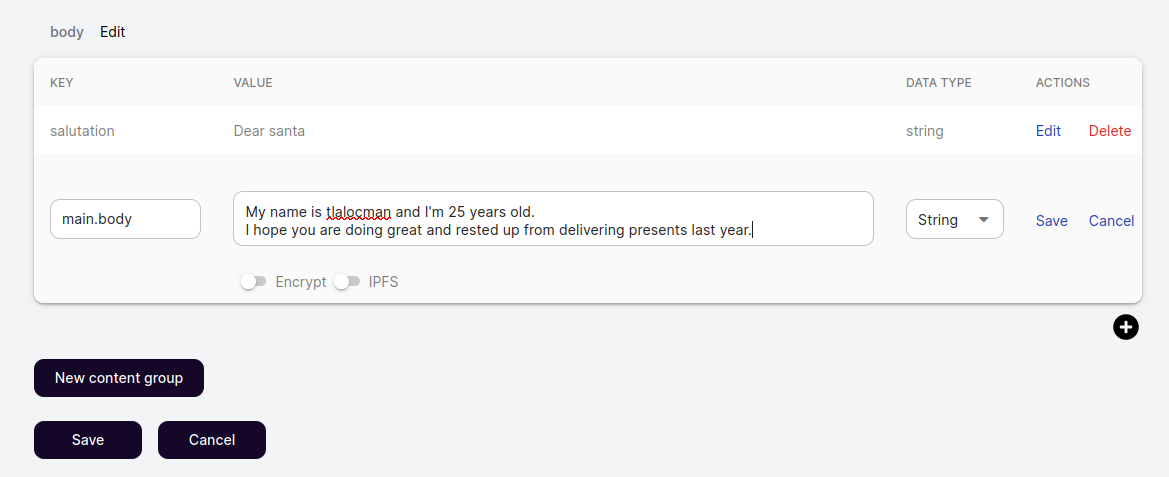 body Edit
KEY VALUE DATA TYPE ACTIONS
salutation Dear santa string Edit Delete
main.body
My name is tlalocman and I'm 25 years old.
I hope you are doing great and rested up from delivering presents last year.
String Save Cancel
Encrypt IPFS
New content group
Save Cancel